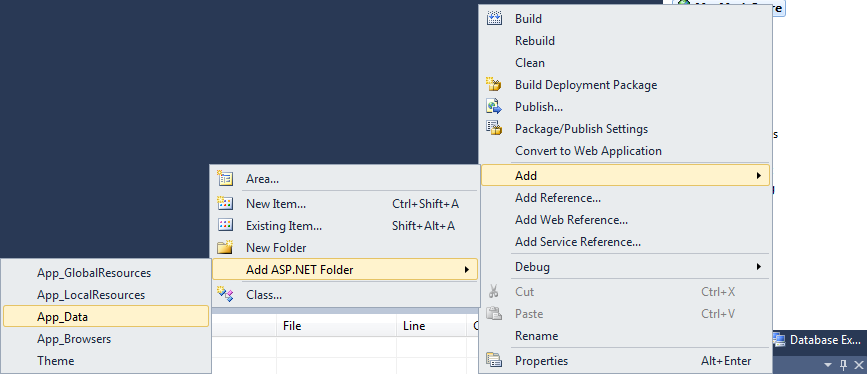 Build
Rebuild
Clean
Build Deployment Package
Publish...
Package/Publish Settings
Convert to Web Application
Add
Add Reference...
Add Web Reference...
Add Service Reference...
Debug
Cut Ctrl+X
Paste Ctrl+V
Rename
Properties Alt+Enter
Area...
New Item... Ctrl+Shift+A
Existing Item... Shift+Alt+A
New Folder
Add ASP.NET Folder
Class...
App_GlobalResources
App_LocalResources
App_Data
App_Browsers
Theme
File Line
Database Ex...